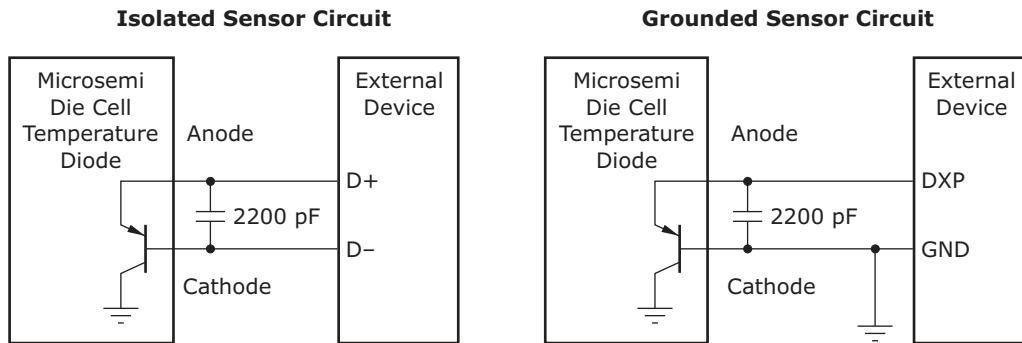 Isolated Sensor Circuit
Microsemi
Die Cell
Temperature
Diode
Anode
External
Device
D+
2200 pF
D−
Cathode
Grounded Sensor Circuit
Microsemi
Die Cell
Temperature
Diode
Anode
External
Device
DXP
2200 pF
GND
Cathode